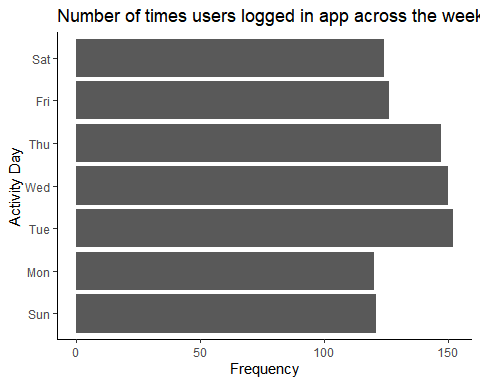 Number of times users logged in app across the week
Sat
Fri
Thu
Wed
Tue
Mon
Sun
Activity Day
0 50 100 150
Frequency